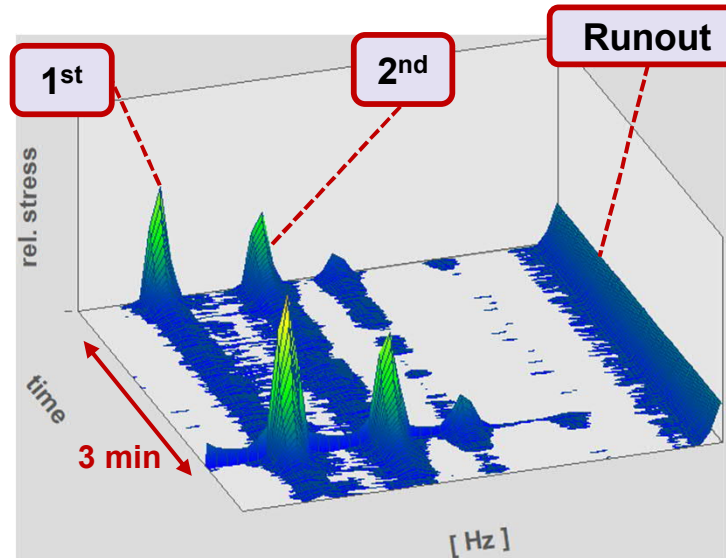 Runout
1st
2nd
rel. stress
time
3 min
[ Hz ]